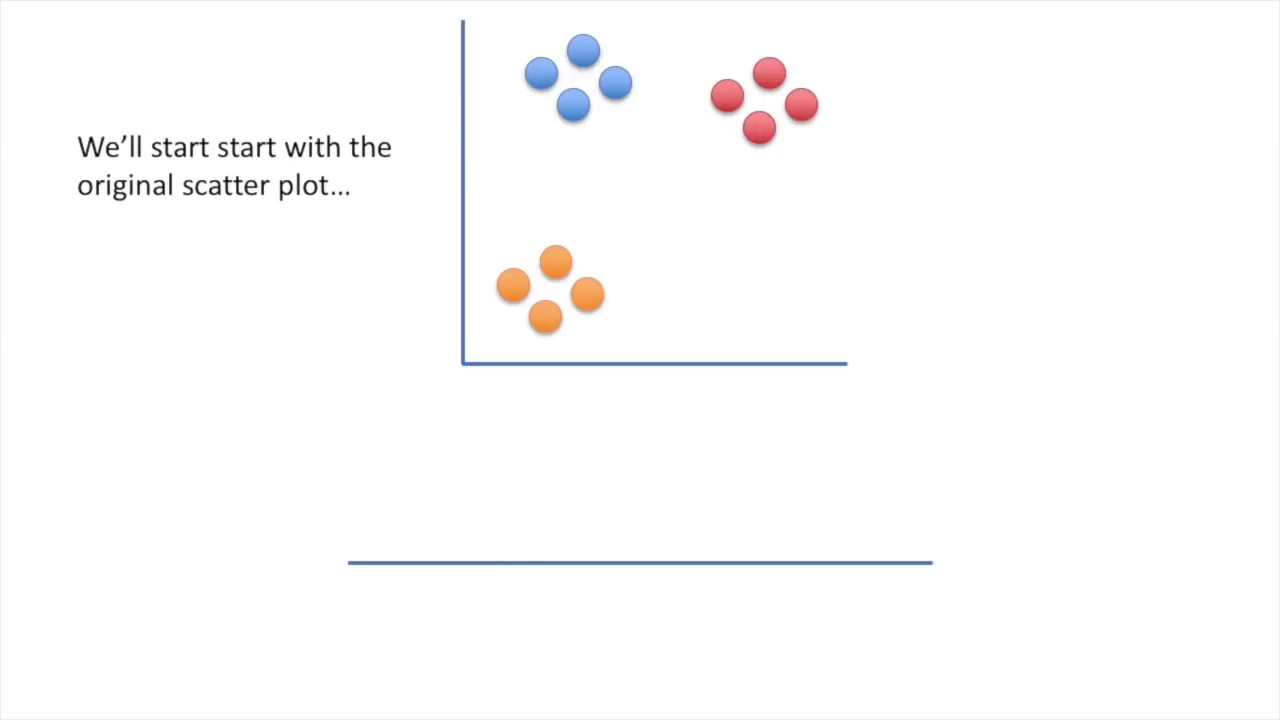 We’ll start start with the
original scatter plot…